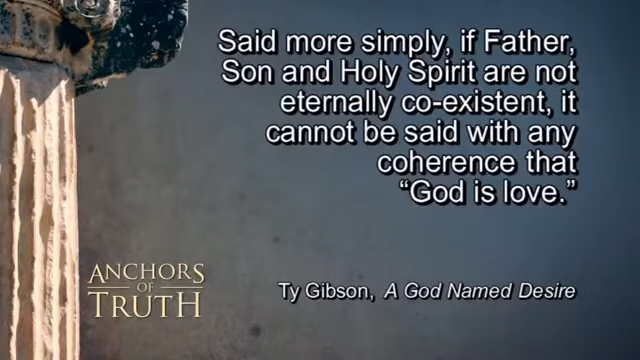 Said more simply, if Father,
Son and Holy Spirit are not
eternally co-existent, it
cannot be said with any
coherence that
“God is love.”
ANCHORS
OF
TRUTH
Ty Gibson, A God Named Desire